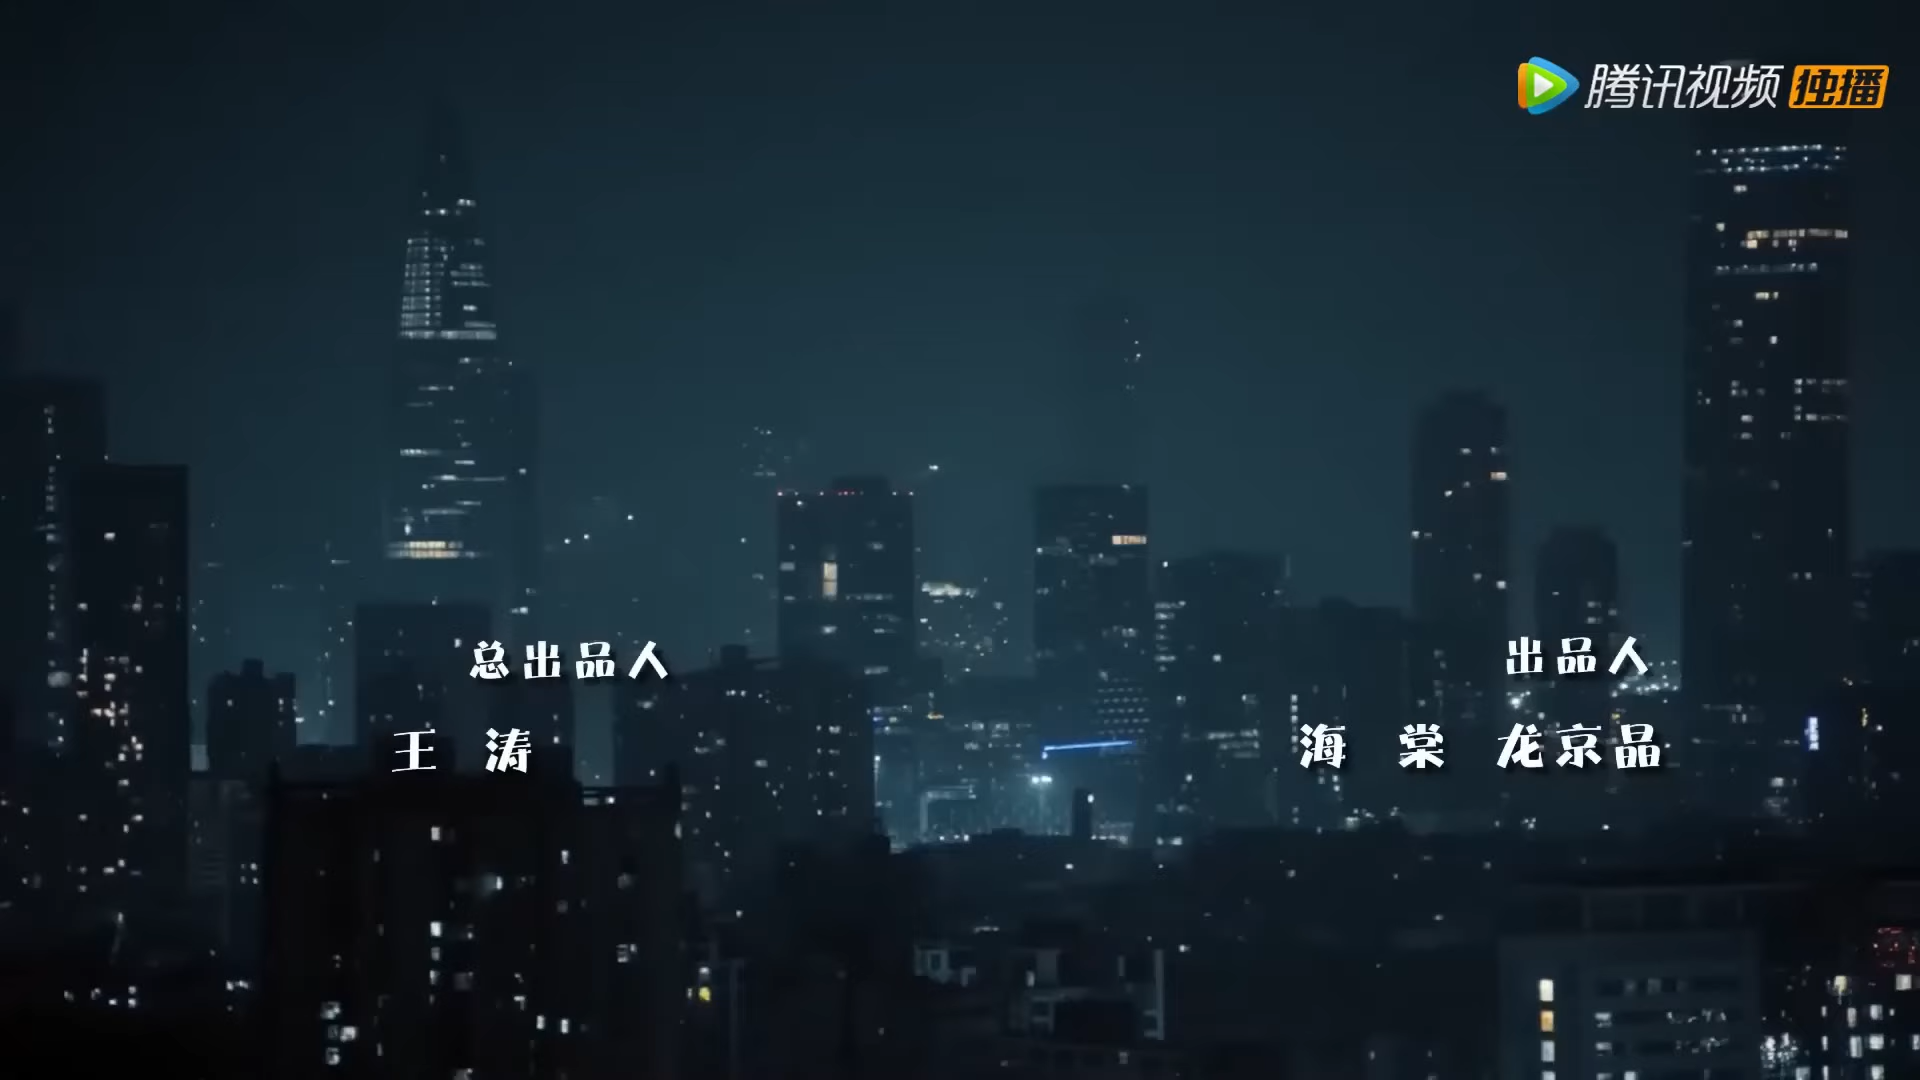 腾讯视频 独播
总出品人
王 涛
出品人
海 棠 龙京品